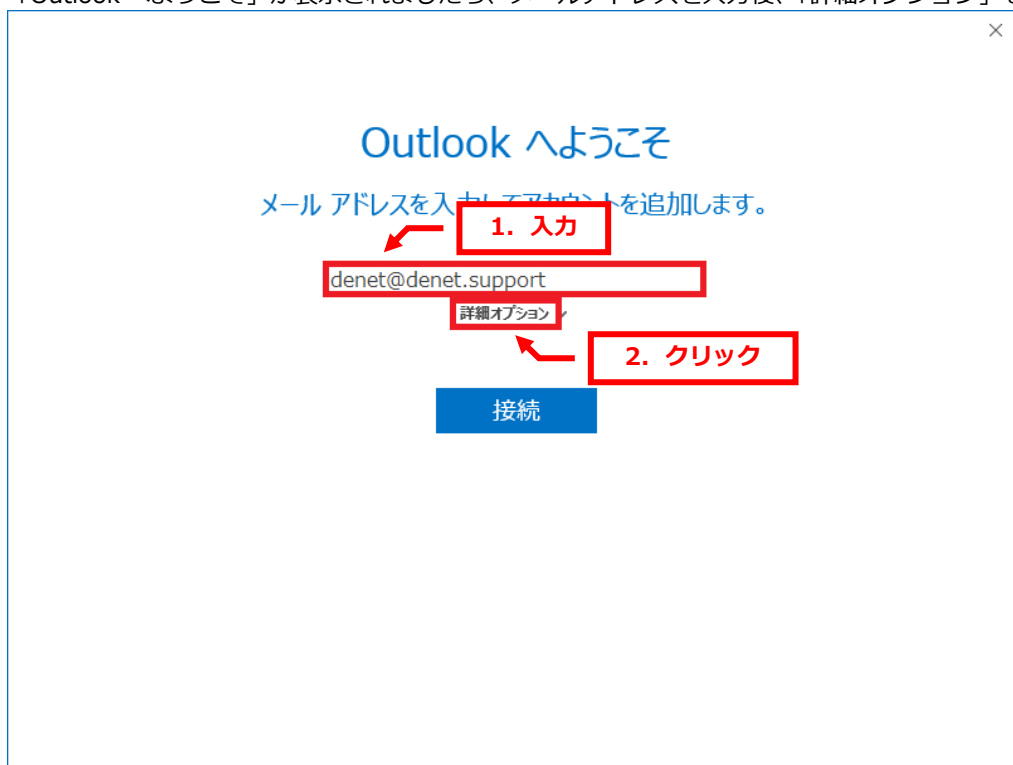 Outlook へようこそ
メール アドレスを入力してアカウントを追加します。
1. 入力
denet@denet.support
詳細オプション
2. クリック
接続